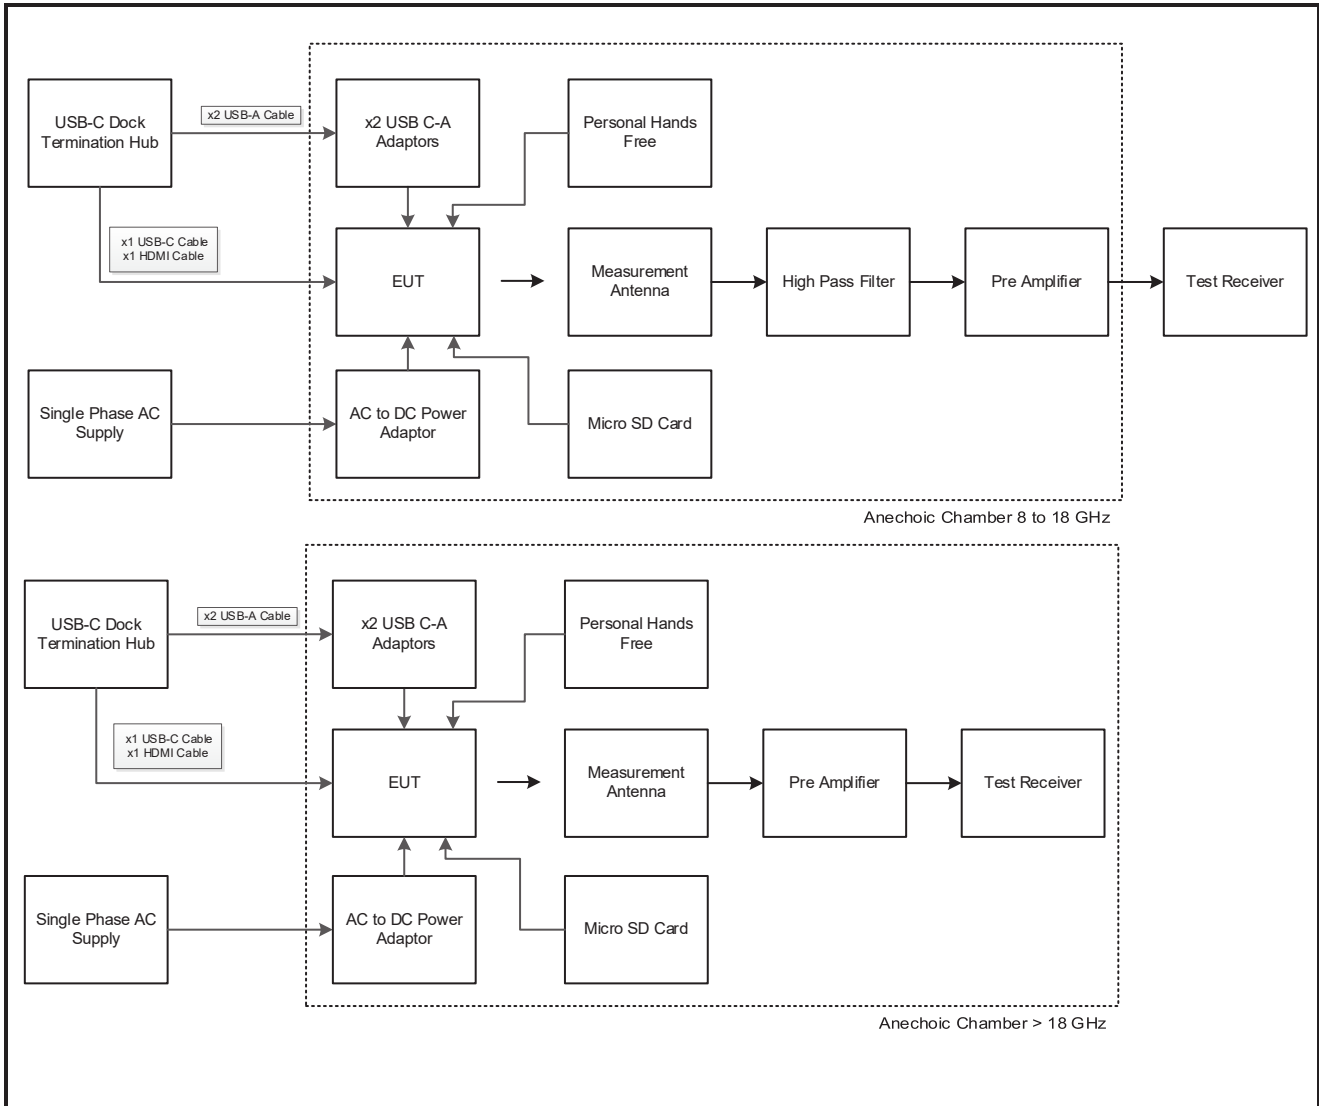 USB-C Dock
Termination Hub
x2 USB-A Cable
x2 USB C-A
Adaptors
Personal Hands
Free
x1 USB-C Cable
x1 HDMI Cable
EUT
Measurement
Antenna
High Pass Filter
Pre Amplifier
Test Receiver
Single Phase AC
Supply
AC to DC Power
Adaptor
Micro SD Card
Anechoic Chamber 8 to 18 GHz
USB-C Dock
Termination Hub
x2 USB-A Cable
x2 USB C-A
Adaptors
Personal Hands
Free
x1 USB-C Cable
x1 HDMI Cable
EUT
Measurement
Antenna
Pre Amplifier
Test Receiver
Single Phase AC
Supply
AC to DC Power
Adaptor
Micro SD Card
Anechoic Chamber > 18 GHz